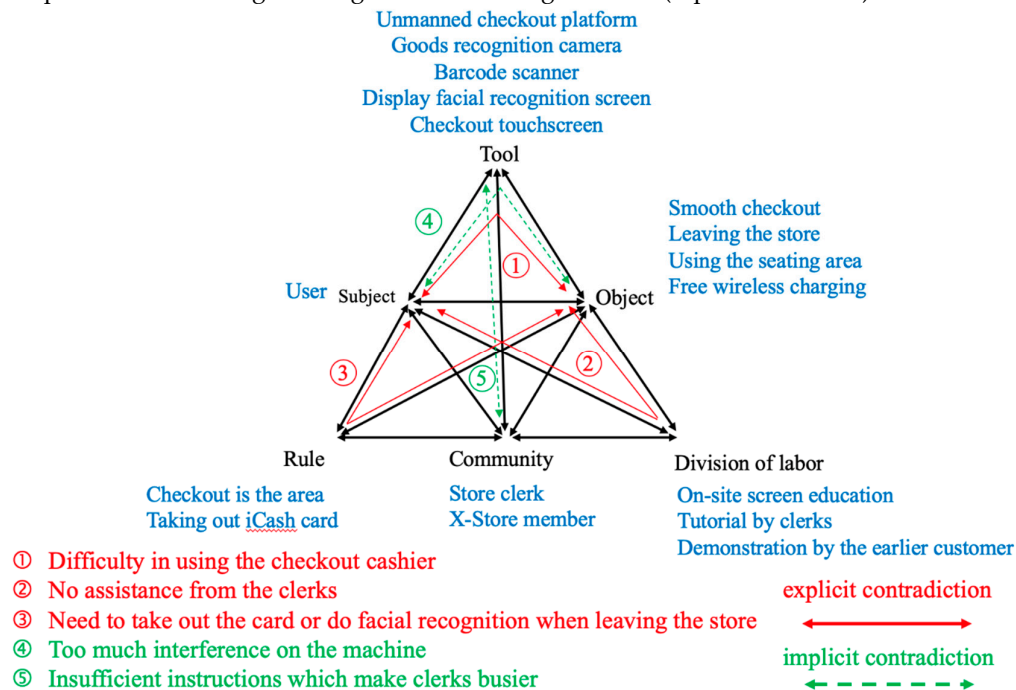 Unmanned checkout platform
Goods recognition camera
Barcode scanner
Display facial recognition screen
Checkout touchscreen
Tool
④
Smooth checkout
Leaving the store
Using the seating area
Free wireless charging
①
User
Subject
Object
③
⑤
②
Rule
Community
Division of labor
Checkout is the area
Taking out iCash card
Store clerk
X-Store member
On-site screen education
Tutorial by clerks
Demonstration by the earlier customer
① Difficulty in using the checkout cashier
② No assistance from the clerks
③ Need to take out the card or do facial recognition when leaving the store
④ Too much interference on the machine
⑤ Insufficient instructions which make clerks busier
explicit contradiction
implicit contradiction